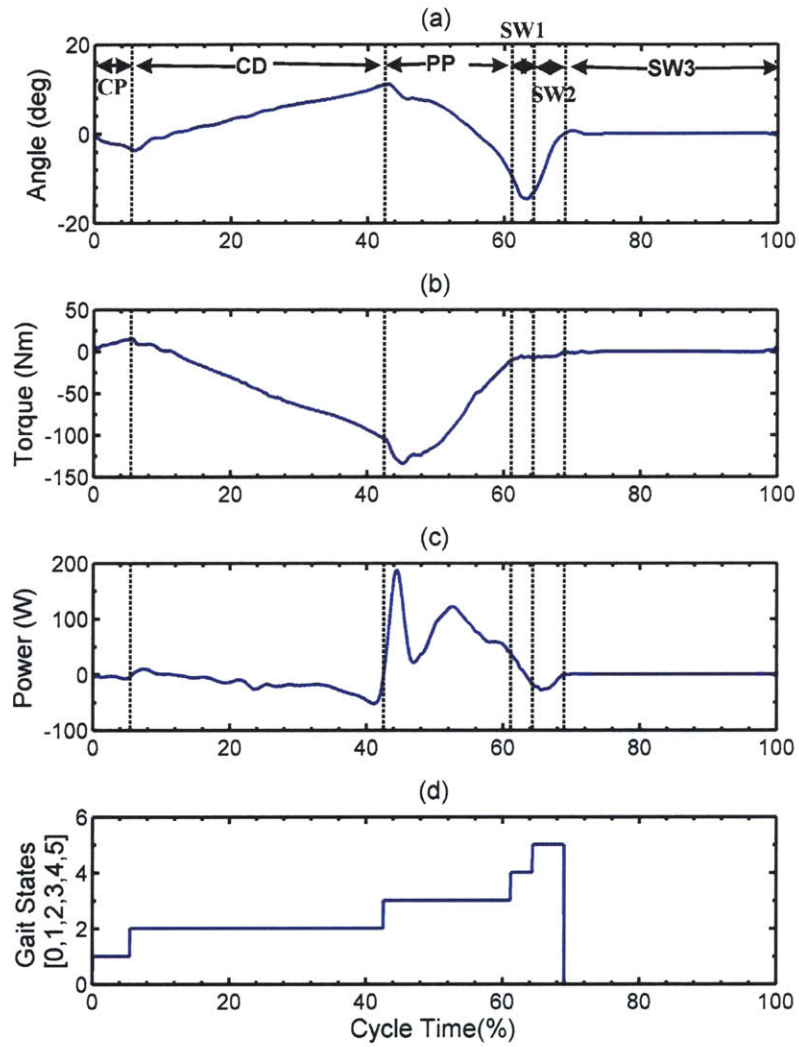 (a)
SW1
20
CP
CD
PP
SW2
SW3
0
-20
Angle (deg)
0 20 40 60 80 100
(b)
50
0
-50
-100
-150
Torque (Nm)
0 20 40 60 80 100
(c)
200
100
0
-100
Power (W)
0 20 40 60 80 100
(d)
6
4
2
0
Gait States
[0,1,2,3,4,5]
0 20 40 60 80 100
Cycle Time(%)